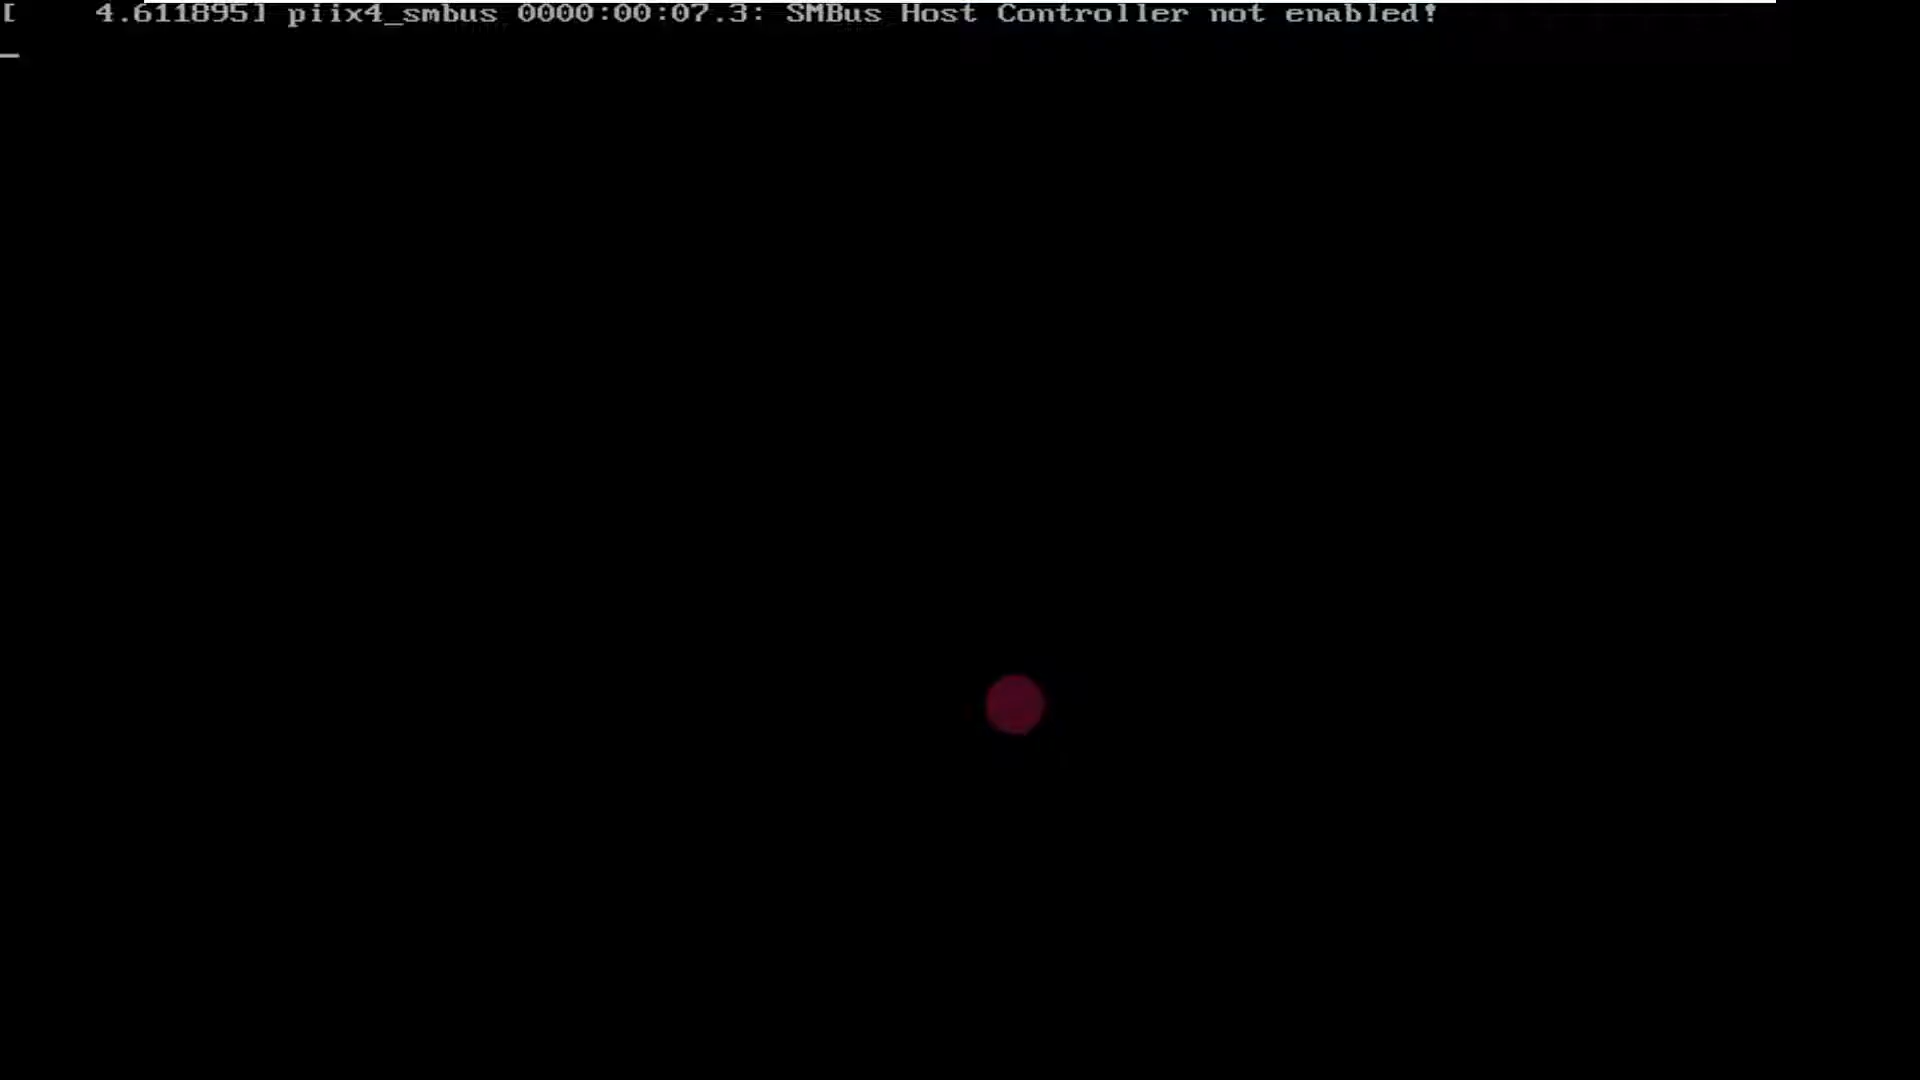 [    4.611895] piix4_smbus 0000:00:07.3: SMBus Host Controller not enabled!